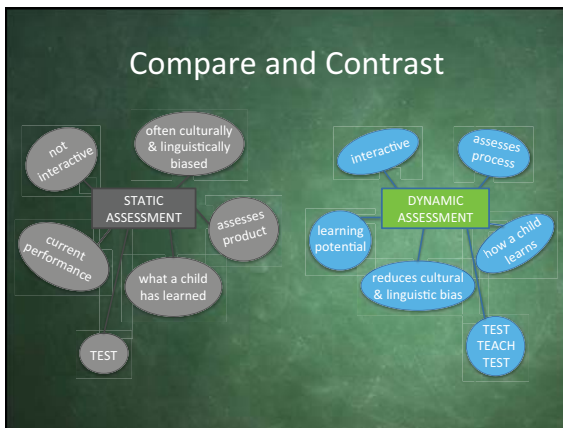 Compare and Contrast
not
interactive
often culturally
& linguistically
biased
STATIC
ASSESSMENT
assesses
product
current
performance
what a child
has learned
TEST
interactive
assesses
process
DYNAMIC
ASSESSMENT
learning
potential
how a child
learns
reduces cultural
& linguistic bias
TEST
TEACH
TEST